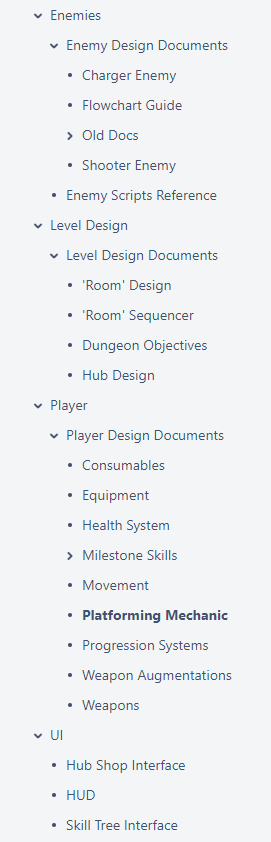 Enemies
Enemy Design Documents
Charger Enemy
Flowchart Guide
Old Docs
Shooter Enemy
Enemy Scripts Reference
Level Design
Level Design Documents
'Room' Design
'Room' Sequencer
Dungeon Objectives
Hub Design
Player
Player Design Documents
Consumables
Equipment
Health System
Milestone Skills
Movement
Platforming Mechanic
Progression Systems
Weapon Augmentations
Weapons
UI
Hub Shop Interface
HUD
Skill Tree Interface